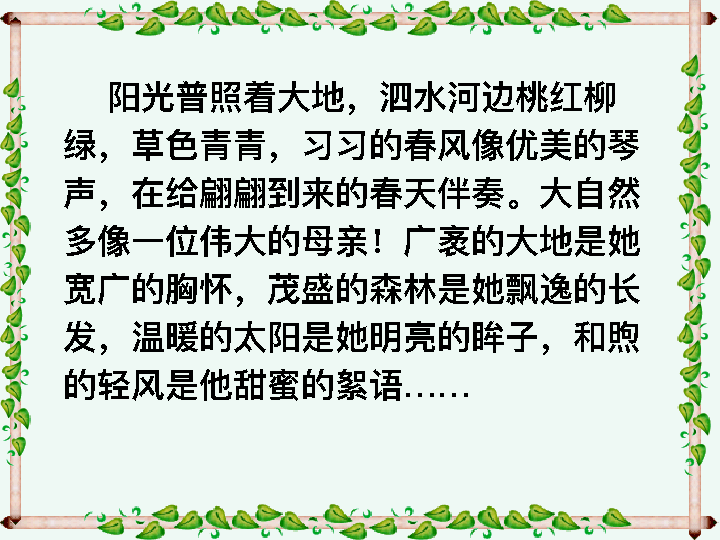 阳光普照着大地，泗水河边桃红柳
绿，草色青青，习习的春风像优美的琴
声，在给翩翩到来的春天伴奏。大自然
多像一位伟大的母亲！广袤的大地是她
宽广的胸怀，茂盛的森林是她飘逸的长
发，温暖的太阳是她明亮的眸子，和煦
的轻风是他甜蜜的絮语……